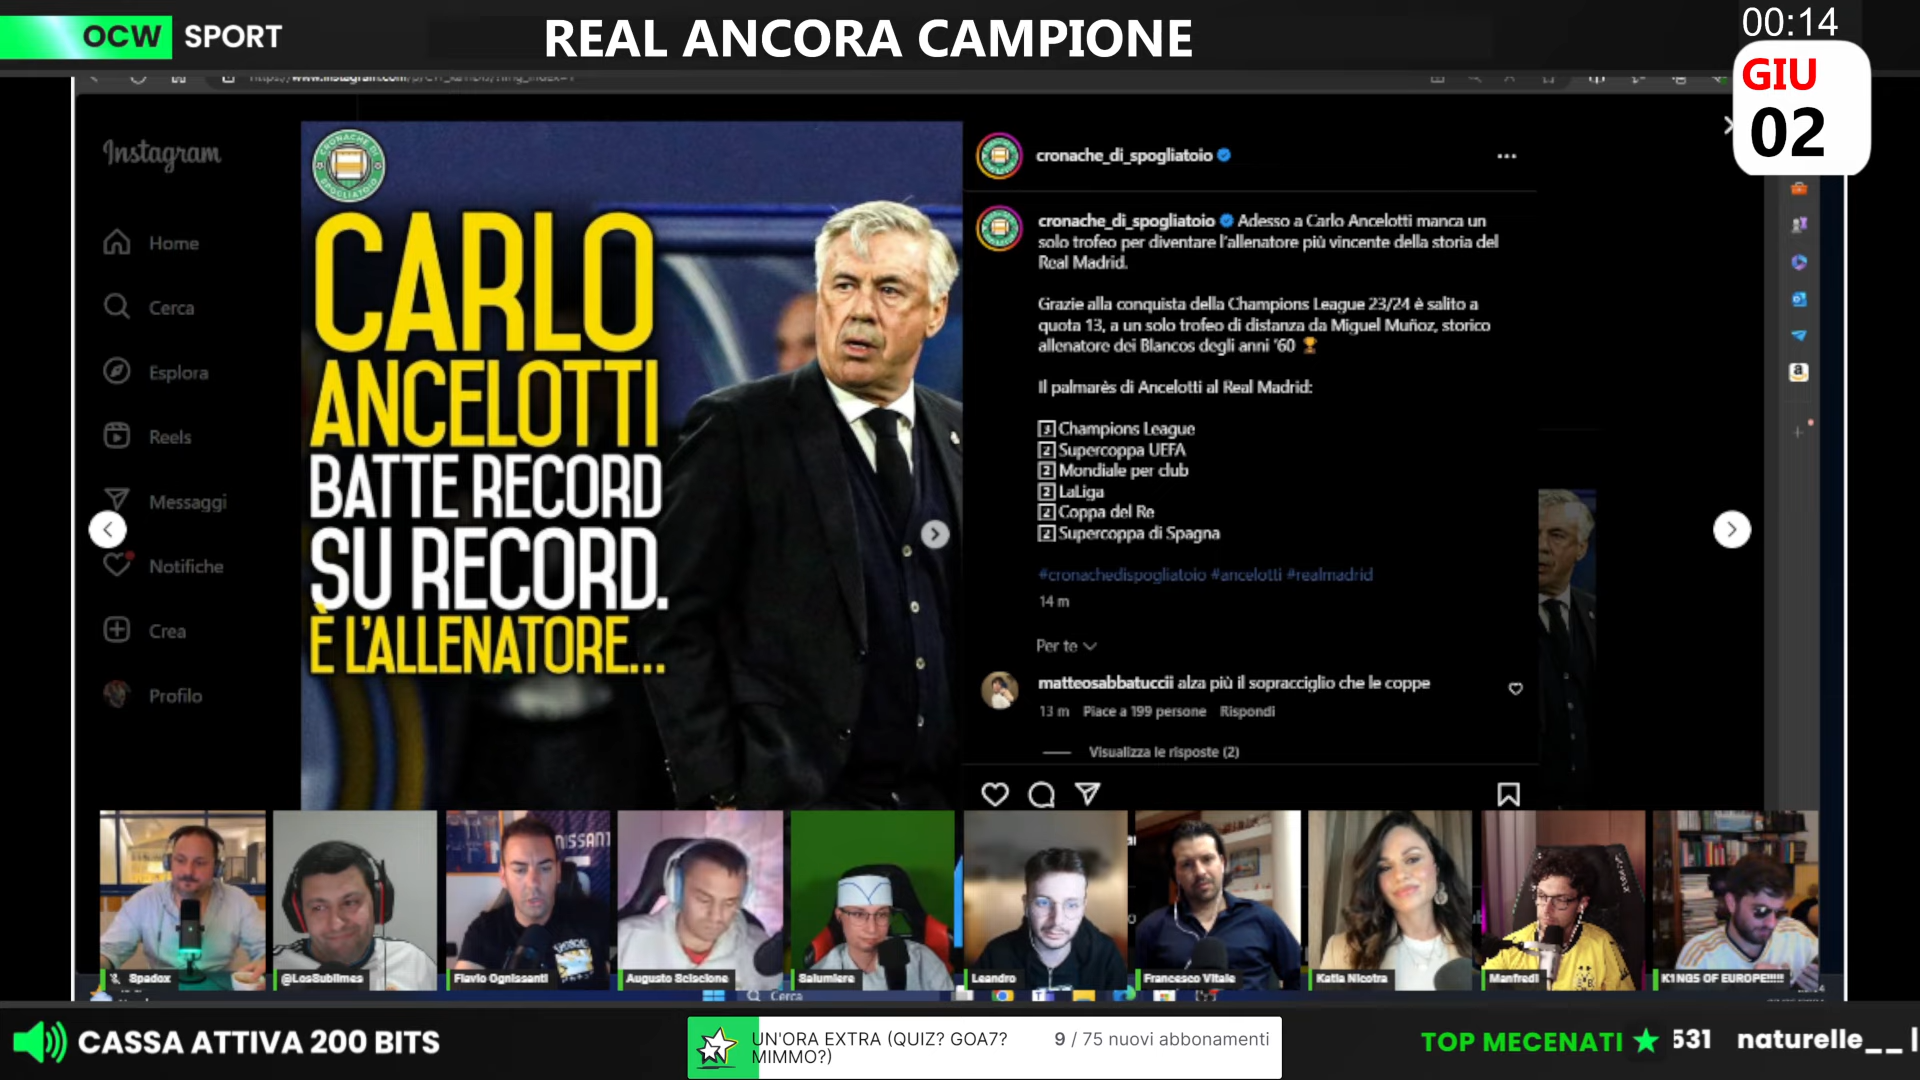 OCW SPORT
REAL ANCORA CAMPIONE
00:14
GIU
02
Instagram
Home
Cerca
Esplora
Reels
Messaggi
Notifiche
Crea
Profilo
CRONACHE DI SPOGLIATOIO
CARLO
ANCELOTTI
BATTE RECORD
SU RECORD.
È L'ALLENATORE...
cronache_di_spogliatoio
cronache_di_spogliatoio Adesso a Carlo Ancelotti manca un
solo trofeo per diventare l'allenatore più vincente della storia del
Real Madrid.
Grazie alla conquista della Champions League 23/24 è salito a
quota 13, a un solo trofeo di distanza da Miguel Muñoz, storico
allenatore dei Blancos degli anni '60 🏆
Il palmarès di Ancelotti al Real Madrid:
3 Champions League
2 Supercoppa UEFA
2 Mondiale per club
2 LaLiga
2 Coppa del Re
2 Supercoppa di Spagna
#cronachedispogliatoio #ancelotti #realmadrid
14 m
Per te
matteosabbatuccii alza più il sopracciglio che le coppe
13 m Piace a 199 persone Rispondi
Visualizza le risposte (2)
Spadox
@LosSublimes
Flavio Ognissanti
Augusto Sciscione
Salumiere
Leandro
Francesco Vitale
Katia Nicotra
Manfredi
K1NGS OF EUROPE!!!!!
Cerca
CASSA ATTIVA 200 BITS
UN'ORA EXTRA (QUIZ? GOA7?
MIMMO?)
9 / 75 nuovi abbonamenti
TOP MECENATI
531 naturelle__ |